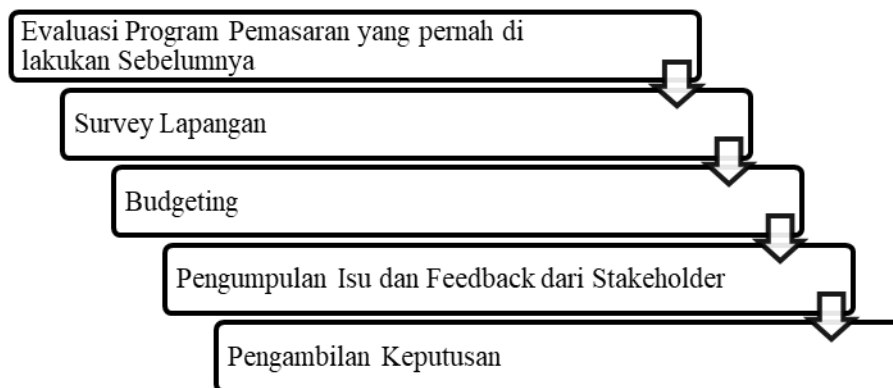 Evaluasi Program Pemasaran yang pernah di
lakukan Sebelumnya
Survey Lapangan
Budgeting
Pengumpulan Isu dan Feedback dari Stakeholder
Pengambilan Keputusan